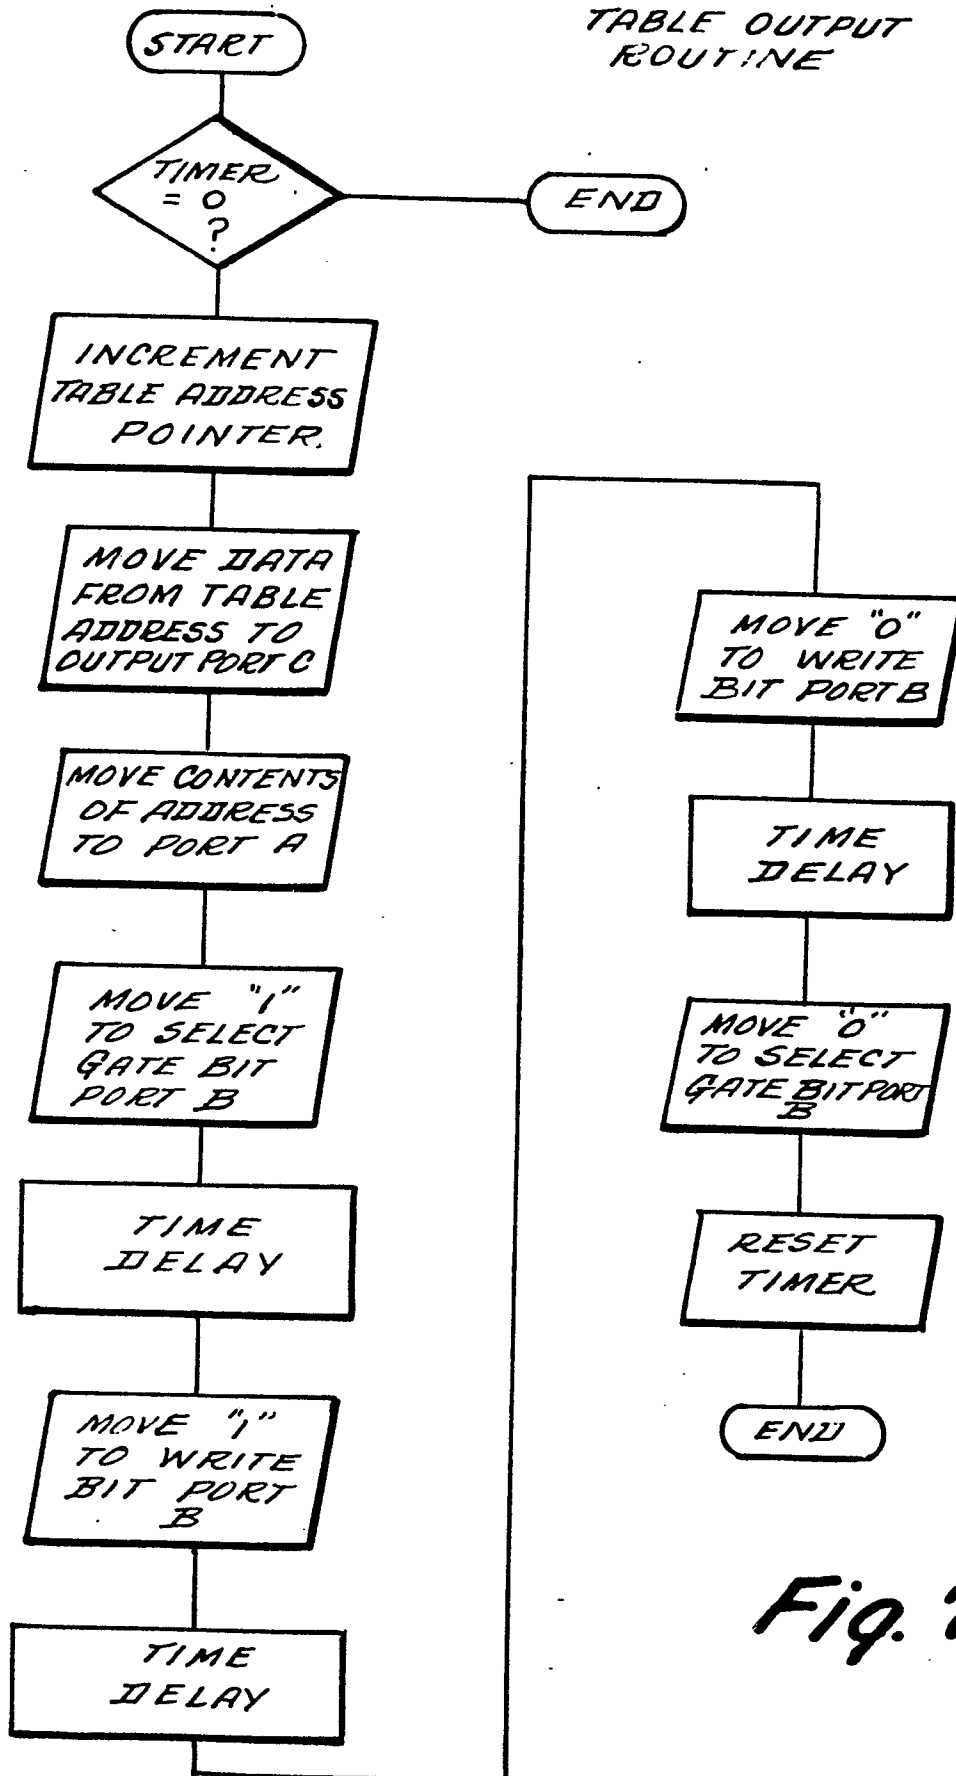 TABLE OUTPUT
ROUTINE
START
TIMER
= 0
?
END
INCREMENT
TABLE ADDRESS
POINTER.
MOVE DATA
FROM TABLE
ADDRESS TO
OUTPUT PORT C
MOVE CONTENTS
OF ADDRESS
TO PORT A
MOVE "1"
TO SELECT
GATE BIT
PORT B
TIME
DELAY
MOVE "1"
TO WRITE
BIT PORT
B
TIME
DELAY
MOVE "0"
TO WRITE
BIT PORT B
TIME
DELAY
MOVE "0"
TO SELECT
GATE BIT PORT
B
RESET
TIMER
END
Fig.